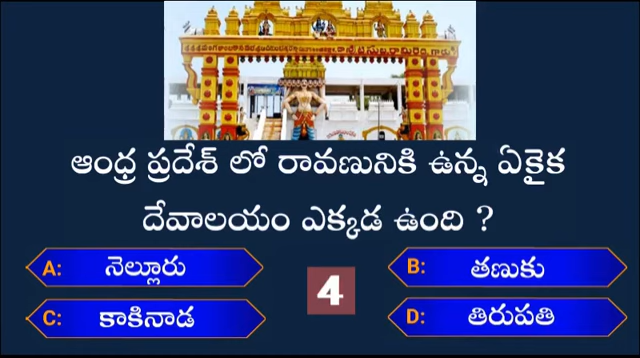 ఆంధ్ర ప్రదేశ్ లో రావణునికి ఉన్న ఏకైక
దేవాలయం ఎక్కడ ఉంది ?
A: నెల్లూరు
B: తణుకు
4
C: కాకినాడ
D: తిరుపతి